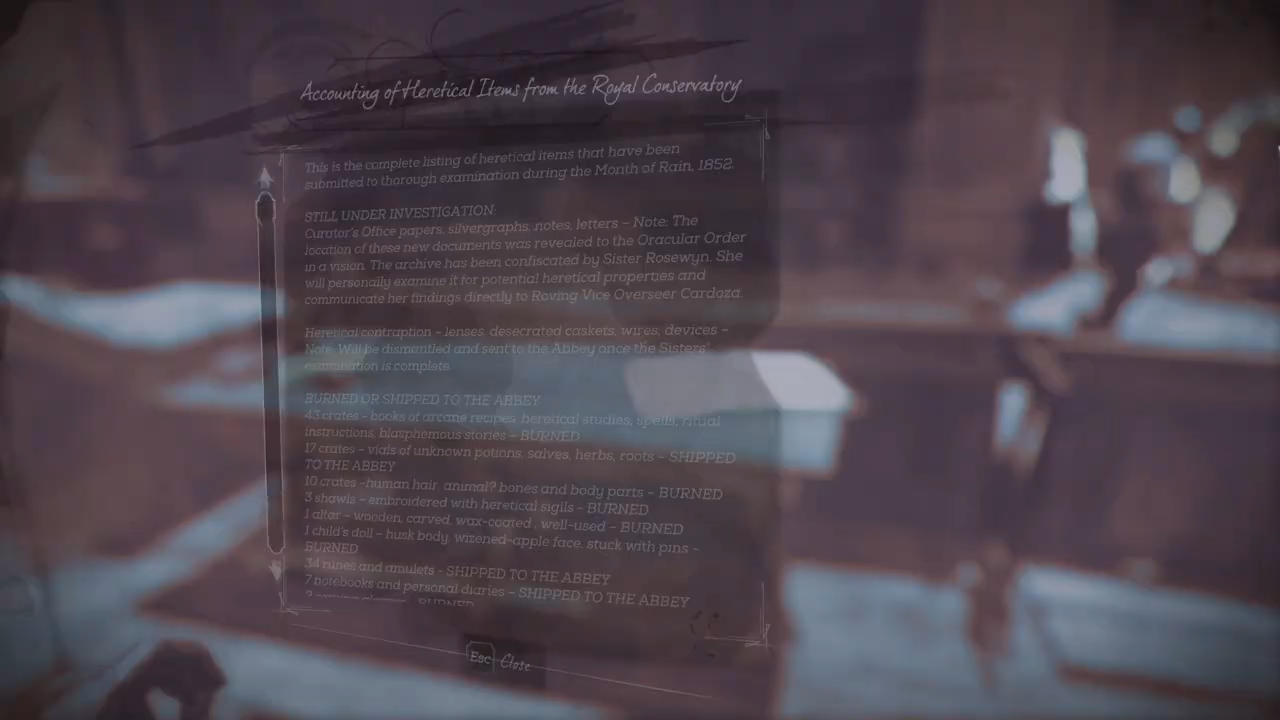 Accounting of Heretical Items from the Royal Conservatory
This is the complete listing of heretical items that have been
submitted to thorough examination during the Month of Rain, 1852.
STILL UNDER INVESTIGATION:
Curator's Office papers, silvergraphs, notes, letters – Note: The
location of these new documents was revealed to the Oracular Order
in a vision. The archive has been confiscated by Sister Rosewyn. She
will personally examine it for potential heretical properties and
communicate her findings directly to Roving Vice Overseer Cardoza.
Heretical contraption – lenses, desecrated caskets, wires, devices –
Note: Will be dismantled and sent to the Abbey once the Sisters'
examination is complete.
BURNED OR SHIPPED TO THE ABBEY
43 crates – books of arcane recipes, heretical studies, spells, ritual
instructions, blasphemous stories – BURNED
17 crates – vials of unknown potions, salves, herbs, roots – SHIPPED
TO THE ABBEY
10 crates -human hair, animal? bones and body parts – BURNED
3 shawls – embroidered with heretical sigils – BURNED
1 altar – wooden, carved, wax-coated , well-used – BURNED
1 child's doll – husk body, wizened-apple face, stuck with pins –
BURNED
34 runes and amulets - SHIPPED TO THE ABBEY
7 notebooks and personal diaries – SHIPPED TO THE ABBEY
BURNED
Esc Close